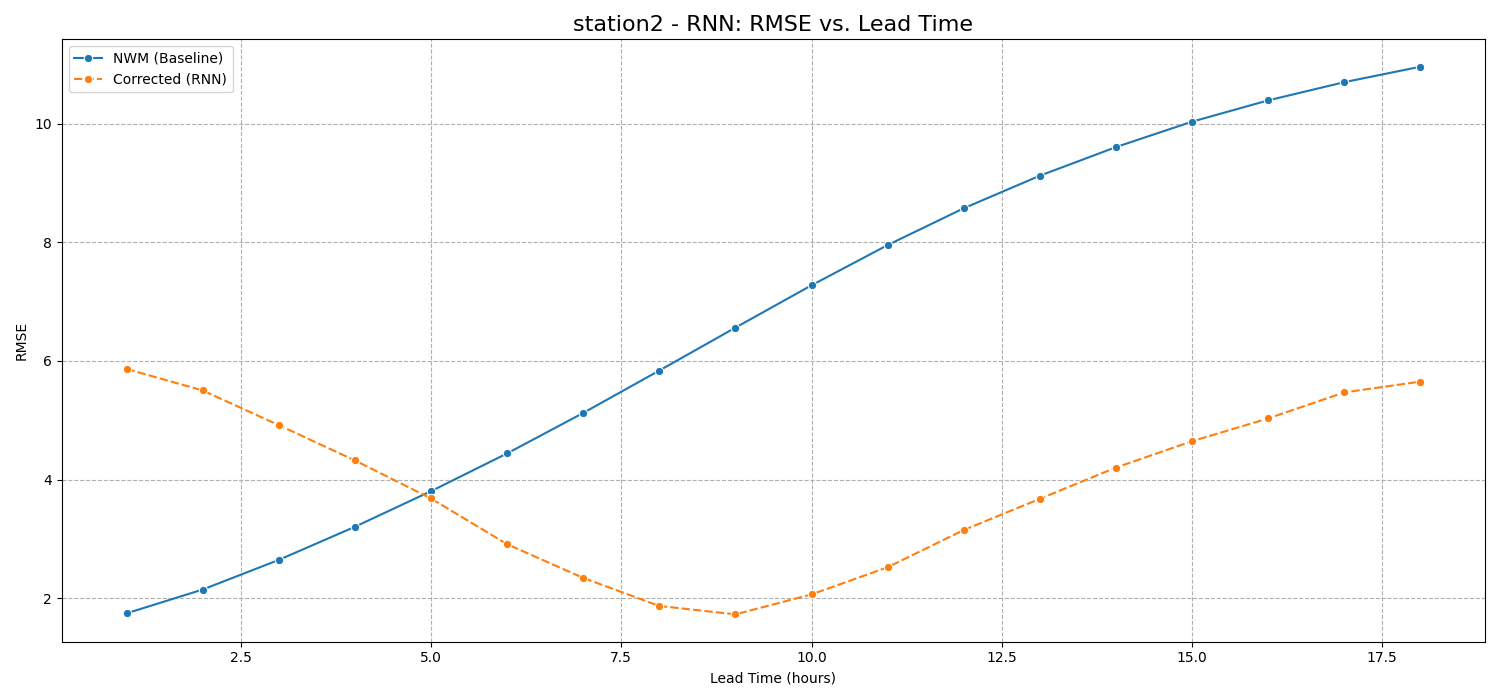 station2 - RNN: RMSE vs. Lead Time
NWM (Baseline)
Corrected (RNN)
RMSE
10
8
6
4
2
2.5 5.0 7.5 10.0 12.5 15.0 17.5
Lead Time (hours)